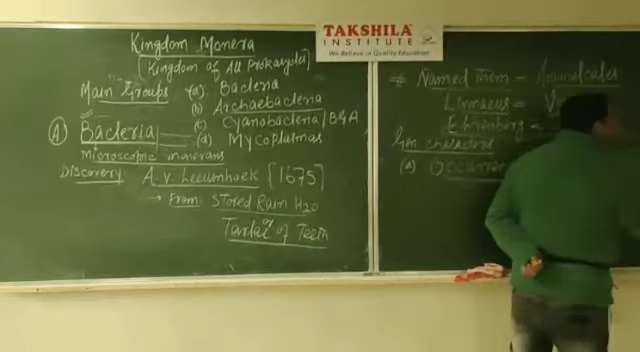 TAKSHILA
INSTITUTE
We Believe in Quality Education
Kingdom Monera
[Kingdom of All Prokaryotes]
Main Groups (a) Bacteria
(b) Archaebacteria
(c) Cyanobacteria/BGA
(d) Mycoplasmas
(A) Bacteria
Microscopic monerans
Discovery A.V. Leeuwnhoek [1675]
→ From Stored Rain H2O
Tartar of Teeth
Named Them - Animalcules
Linnaeus =
Ehrenberg <
Gen characters
(a)